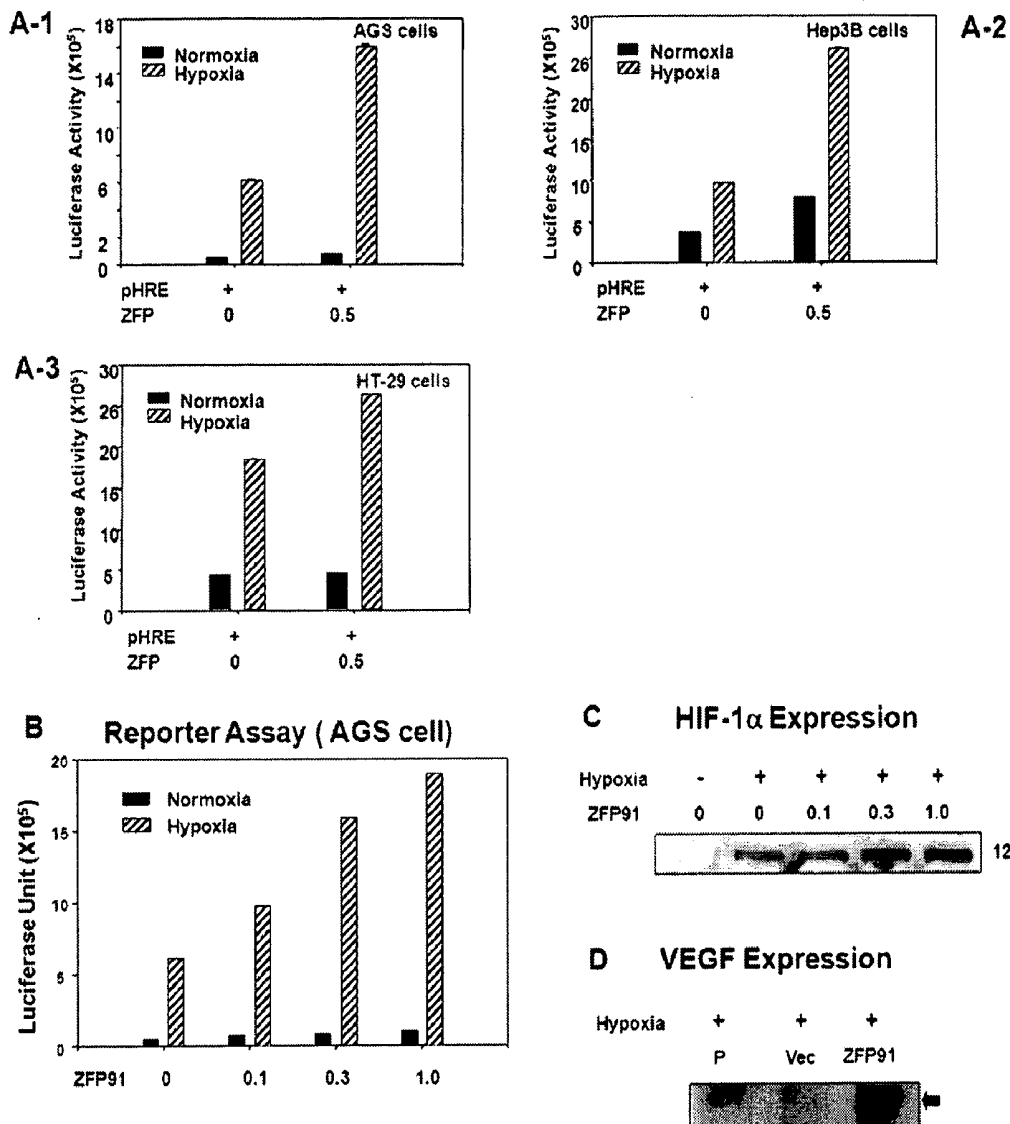 A-1
AGS cells
Normoxia
Hypoxia
Luciferase Activity (X10⁵)
18
14
10
6
2
0
pHRE + +
ZFP 0 0.5
A-2
Hep3B cells
Normoxia
Hypoxia
Luciferase Activity (X10⁵)
30
26
20
15
10
5
0
pHRE + +
ZFP 0 0.5
A-3
HT-29 cells
Normoxia
Hypoxia
Luciferase Activity (X10⁵)
30
26
20
15
10
5
0
pHRE + +
ZFP 0 0.5
B Reporter Assay ( AGS cell)
Normoxia
Hypoxia
Luciferase Unit (X10⁵)
20
15
10
5
0
ZFP91 0 0.1 0.3 1.0
C HIF-1α Expression
Hypoxia - + + + +
ZFP91 0 0 0.1 0.3 1.0
12
D VEGF Expression
Hypoxia + + +
P Vec ZFP91